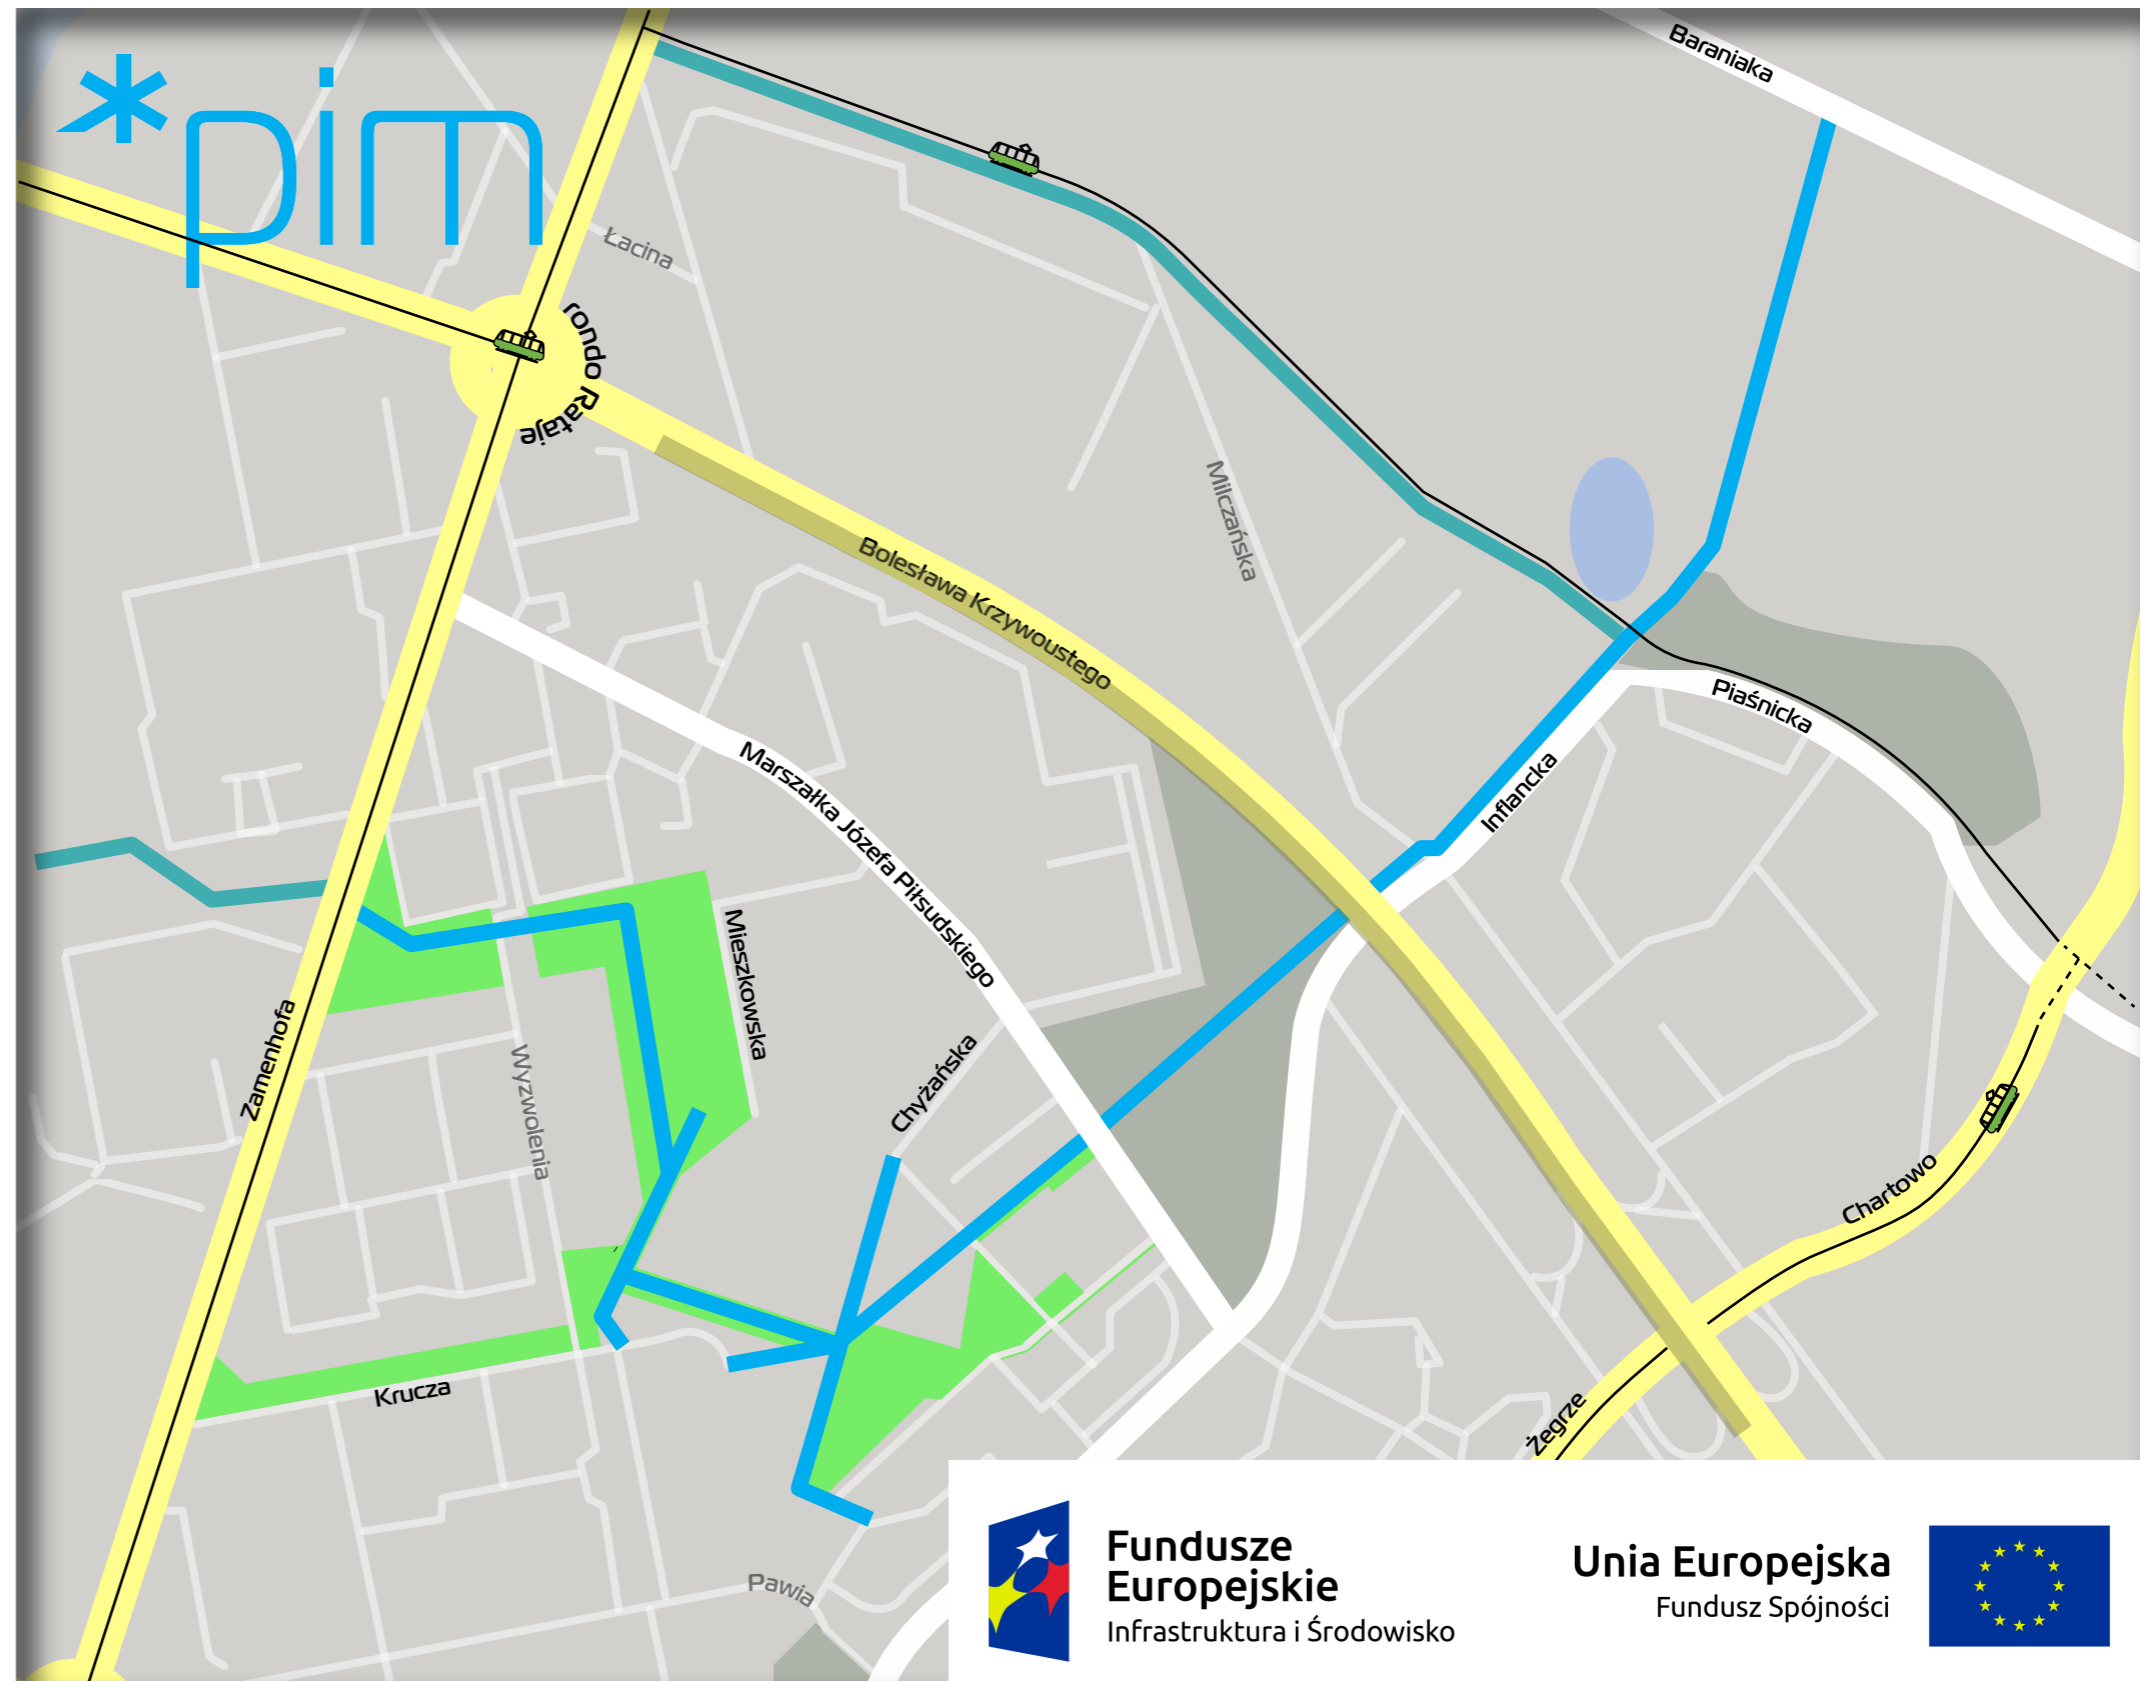 Baraniaka
*pim
Łacina
rondo Rataje
Milczańska
Bolesława Krzywoustego
Piaśnicka
Inflancka
Marszałka Józefa Piłsudskiego
Mieszkowska
Zamenhofa
Wyzwolenia
Chyżańska
Chartowo
Krucza
Żegrze
Pawia
Fundusze
Europejskie
Infrastruktura i Środowisko
Unia Europejska
Fundusz Spójności